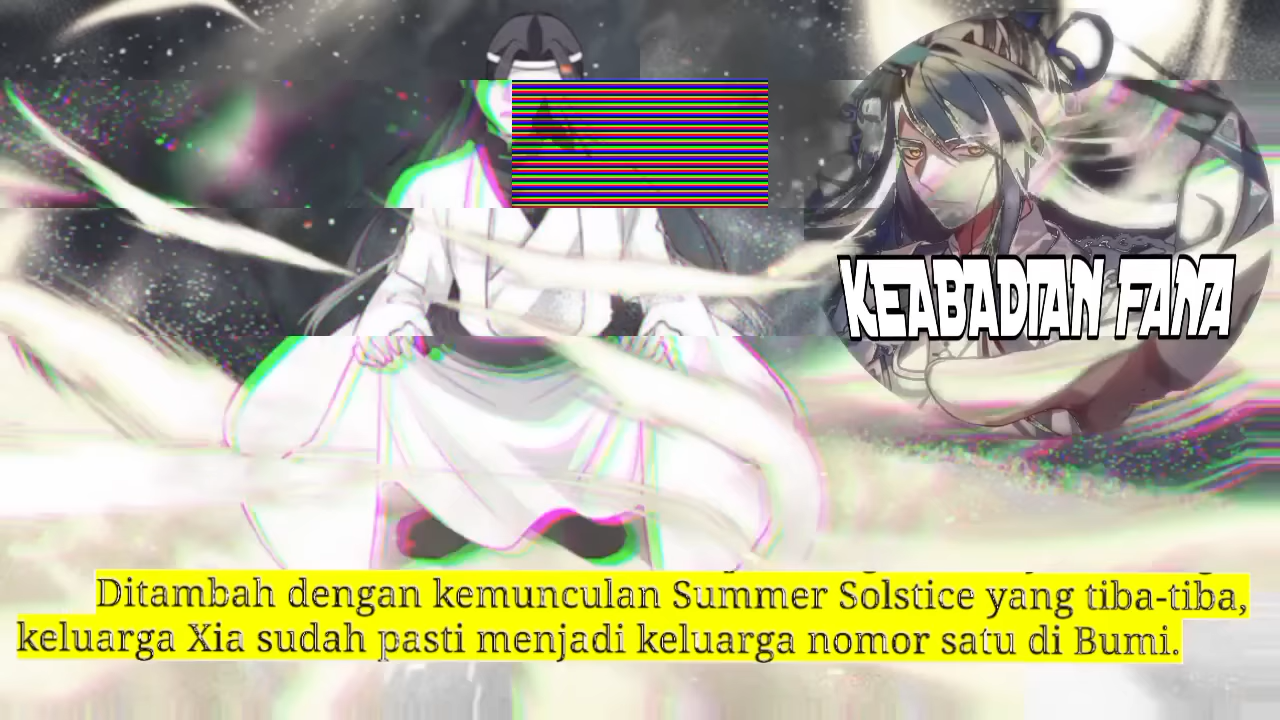 KEABADIAN FANA
Ditambah dengan kemunculan Summer Solstice yang tiba-tiba,
keluarga Xia sudah pasti menjadi keluarga nomor satu di Bumi.